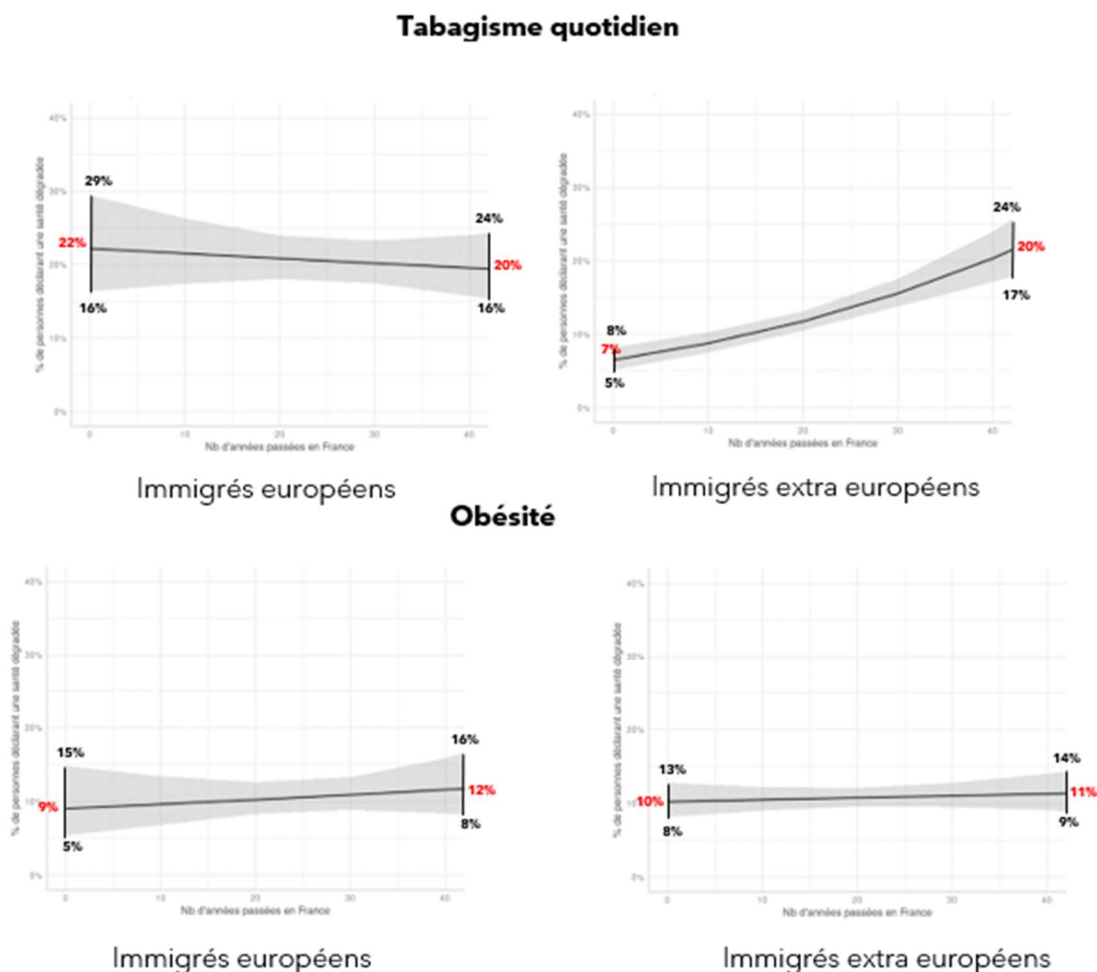 Tabagisme quotidien
% de personnes déclarant une santé dégradée
40%
30%
20%
10%
0%
29%
22%
16%
24%
20%
16%
0 10 20 30 40
Nb d'années passées en France
Immigrés européens
% de personnes déclarant une santé dégradée
40%
30%
20%
10%
0%
8%
7%
5%
24%
20%
17%
0 10 20 30 40
Nb d'années passées en France
Immigrés extra européens
Obésité
% de personnes déclarant une santé dégradée
40%
30%
20%
10%
0%
15%
9%
5%
16%
12%
8%
0 10 20 30 40
Nb d'années passées en France
Immigrés européens
% de personnes déclarant une santé dégradée
40%
30%
20%
10%
0%
13%
10%
8%
14%
11%
9%
0 10 20 30 40
Nb d'années passées en France
Immigrés extra européens